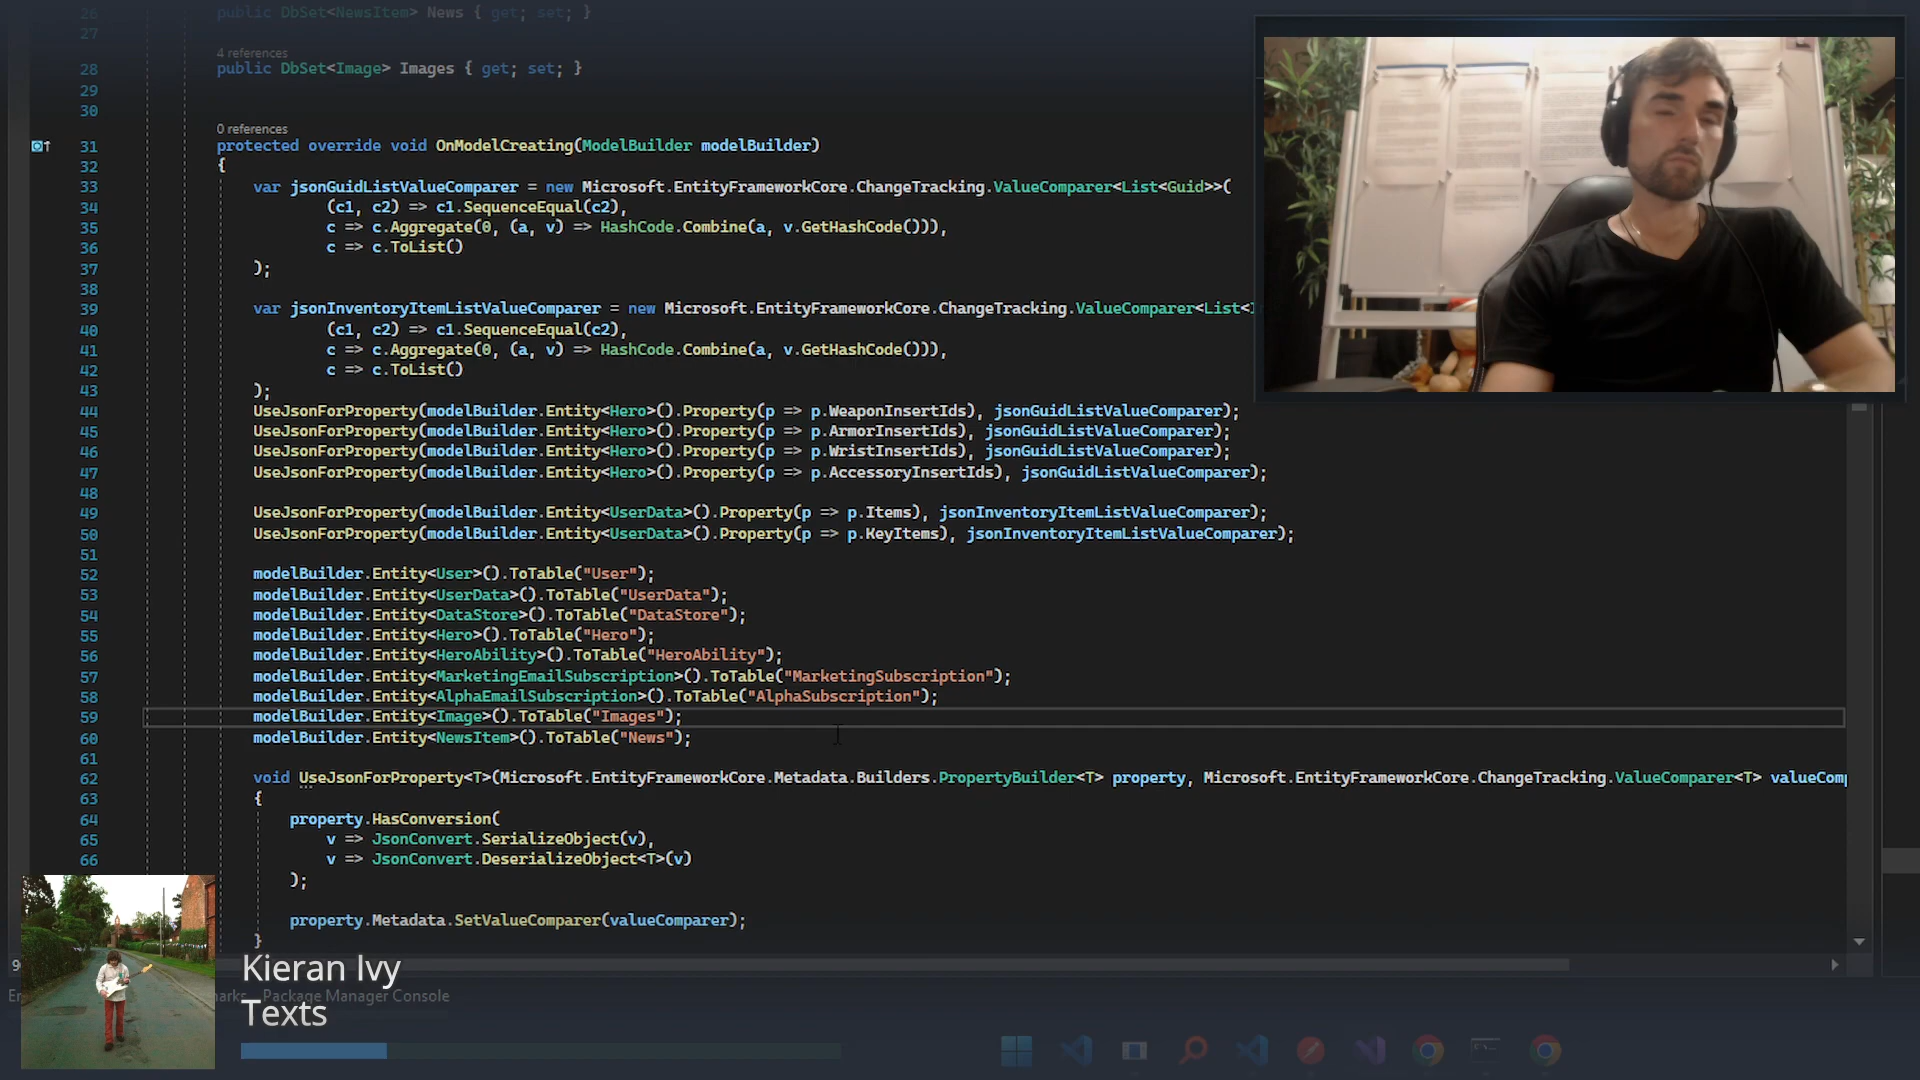 26 public DbSet<NewsItem> News { get; set; }
27
4 references
28 public DbSet<Image> Images { get; set; }
29
30
0 references
31 protected override void OnModelCreating(ModelBuilder modelBuilder)
32 {
33 var jsonGuidListValueComparer = new Microsoft.EntityFrameworkCore.ChangeTracking.ValueComparer<List<Guid>>(
34 (c1, c2) => c1.SequenceEqual(c2),
35 c => c.Aggregate(0, (a, v) => HashCode.Combine(a, v.GetHashCode())),
36 c => c.ToList()
37 );
38
39 var jsonInventoryItemListValueComparer = new Microsoft.EntityFrameworkCore.ChangeTracking.ValueComparer<List<
40 (c1, c2) => c1.SequenceEqual(c2),
41 c => c.Aggregate(0, (a, v) => HashCode.Combine(a, v.GetHashCode())),
42 c => c.ToList()
43 );
44 UseJsonForProperty(modelBuilder.Entity<Hero>().Property(p => p.WeaponInsertIds), jsonGuidListValueComparer);
45 UseJsonForProperty(modelBuilder.Entity<Hero>().Property(p => p.ArmorInsertIds), jsonGuidListValueComparer);
46 UseJsonForProperty(modelBuilder.Entity<Hero>().Property(p => p.WristInsertIds), jsonGuidListValueComparer);
47 UseJsonForProperty(modelBuilder.Entity<Hero>().Property(p => p.AccessoryInsertIds), jsonGuidListValueComparer);
48
49 UseJsonForProperty(modelBuilder.Entity<UserData>().Property(p => p.Items), jsonInventoryItemListValueComparer);
50 UseJsonForProperty(modelBuilder.Entity<UserData>().Property(p => p.KeyItems), jsonInventoryItemListValueComparer);
51
52 modelBuilder.Entity<User>().ToTable("User");
53 modelBuilder.Entity<UserData>().ToTable("UserData");
54 modelBuilder.Entity<DataStore>().ToTable("DataStore");
55 modelBuilder.Entity<Hero>().ToTable("Hero");
56 modelBuilder.Entity<HeroAbility>().ToTable("HeroAbility");
57 modelBuilder.Entity<MarketingEmailSubscription>().ToTable("MarketingSubscription");
58 modelBuilder.Entity<AlphaEmailSubscription>().ToTable("AlphaSubscription");
59 modelBuilder.Entity<Image>().ToTable("Images");
60 modelBuilder.Entity<NewsItem>().ToTable("News");
61
62 void UseJsonForProperty<T>(Microsoft.EntityFrameworkCore.Metadata.Builders.PropertyBuilder<T> property, Microsoft.EntityFrameworkCore.ChangeTracking.ValueComparer<T> valueComp
63 {
64 property.HasConversion(
65 v => JsonConvert.SerializeObject(v),
66 v => JsonConvert.DeserializeObject<T>(v)
);
property.Metadata.SetValueComparer(valueComparer);
}
Kieran Ivy
Package Manager Console
Texts